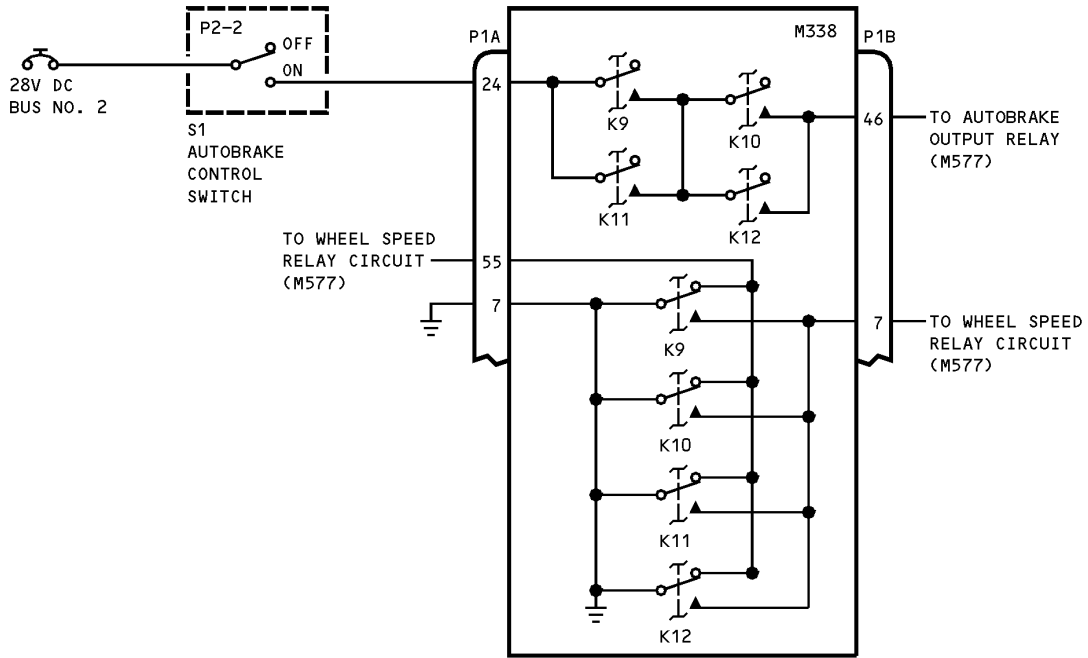 P2-2
OFF
ON
28V DC
BUS NO. 2
S1
AUTOBRAKE
CONTROL
SWITCH
P1A
M338
P1B
24
K9
K10
46
TO AUTOBRAKE
OUTPUT RELAY
(M577)
K11
K12
TO WHEEL SPEED
RELAY CIRCUIT
(M577)
55
7
K9
7
TO WHEEL SPEED
RELAY CIRCUIT
(M577)
K10
K11
K12